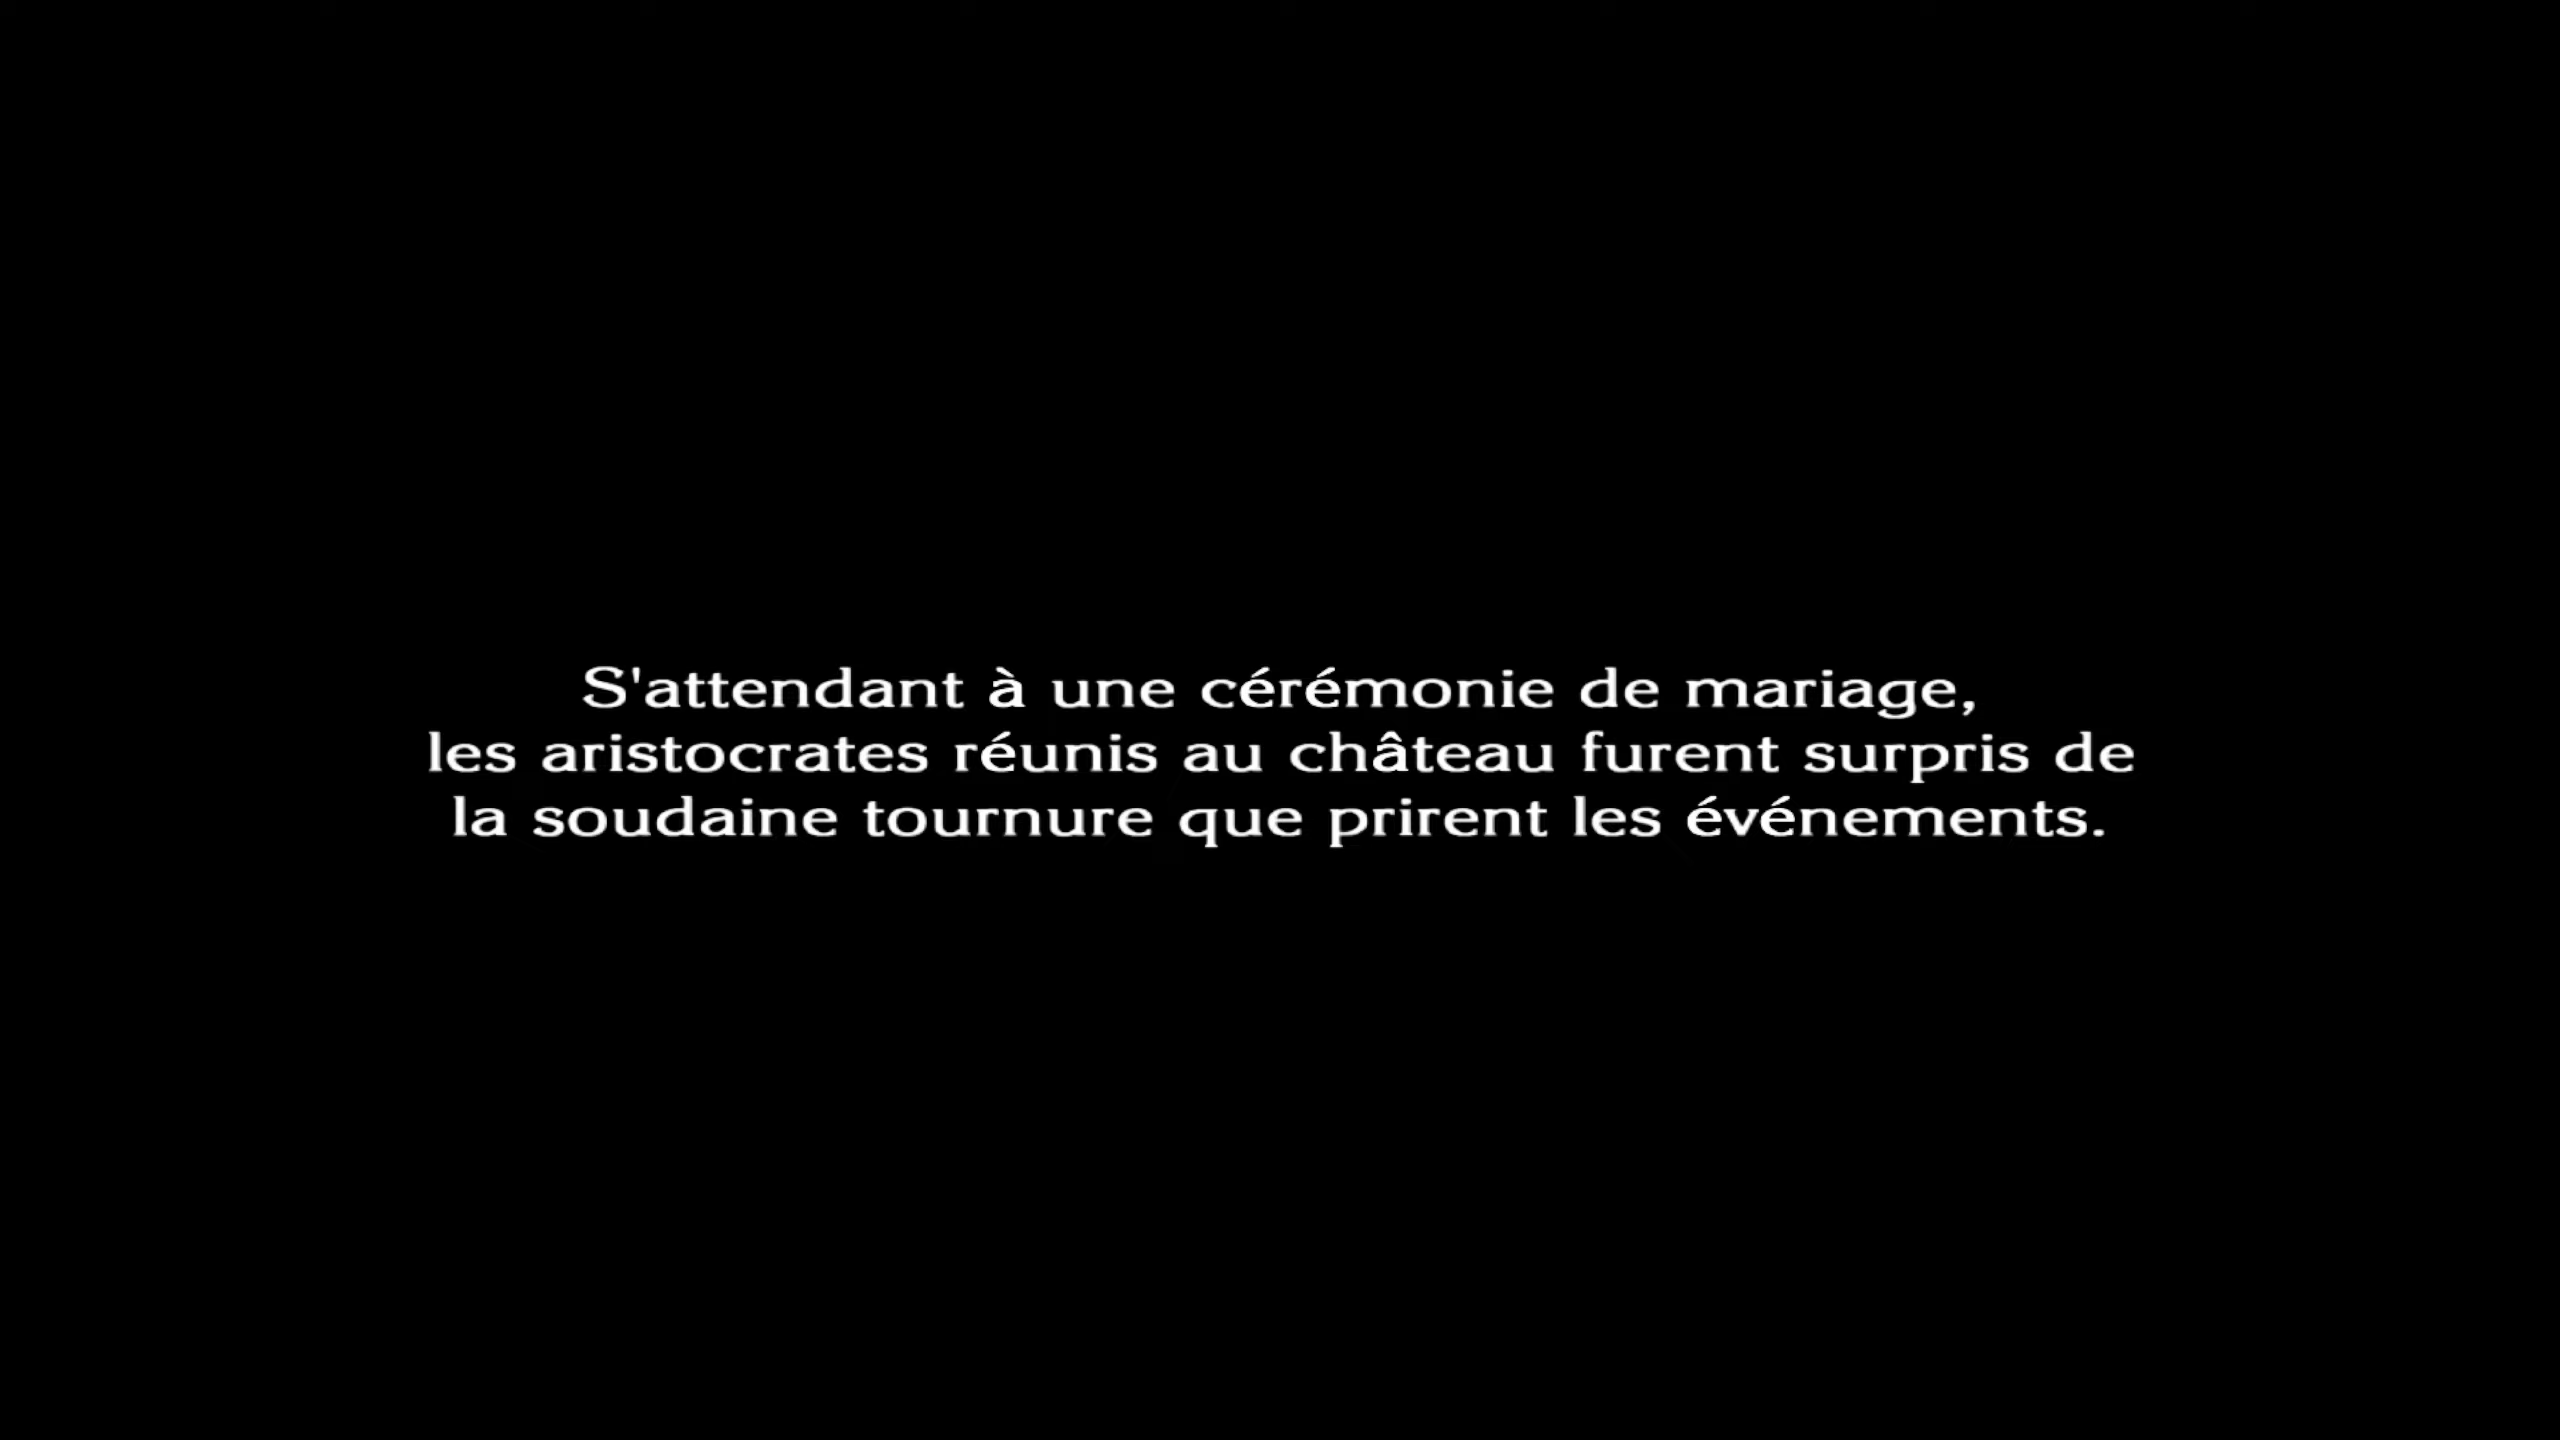 S'attendant à une cérémonie de mariage,
les aristocrates réunis au château furent surpris de
la soudaine tournure que prirent les événements.